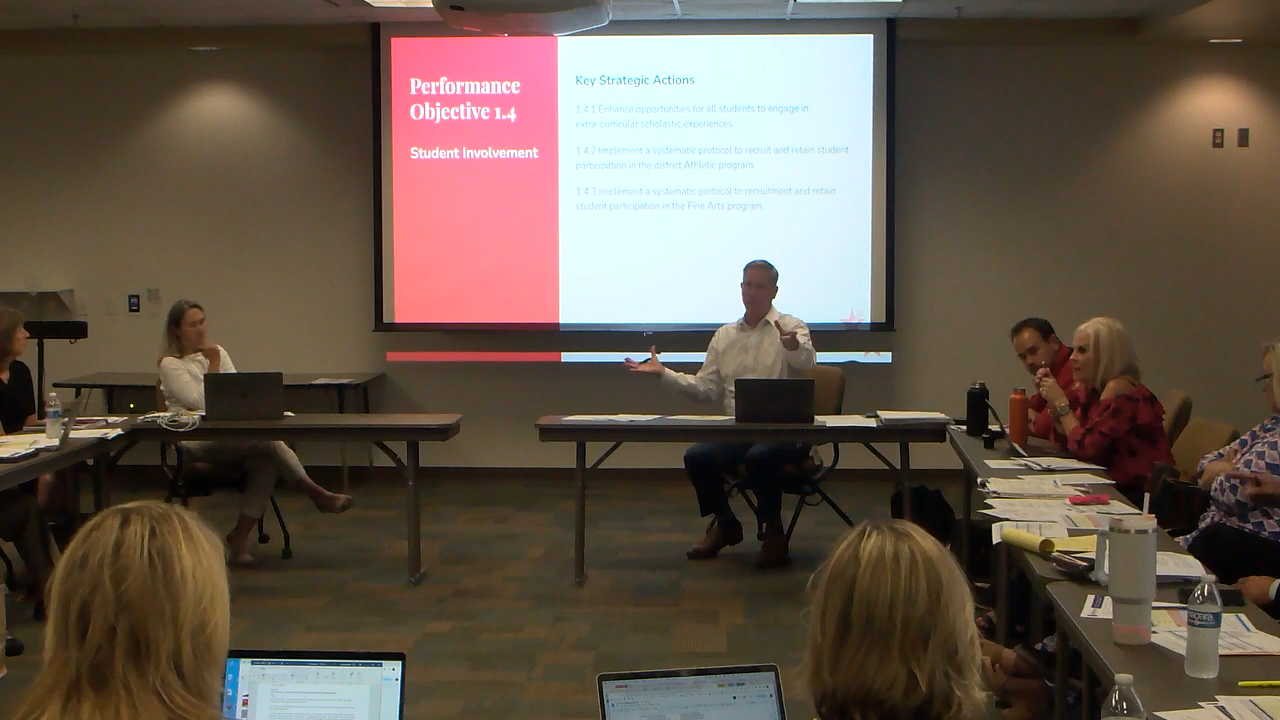 Performance
Objective 1.4
Student Involvement
Key Strategic Actions
1.4.1 Enhance opportunities for all students to engage in
extra-curricular scholastic experiences.
1.4.2 Implement a systematic protocol to recruit and retain student
participation in the district Athletic program.
1.4.3 Implement a systematic protocol to recruitment and retain
student participation in the Fine Arts program.